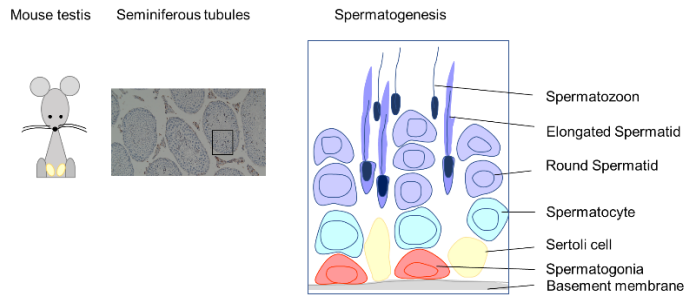 Mouse testis
Seminiferous tubules
Spermatogenesis
Spermatozoon
Elongated Spermatid
Round Spermatid
Spermatocyte
Sertoli cell
Spermatogonia
Basement membrane